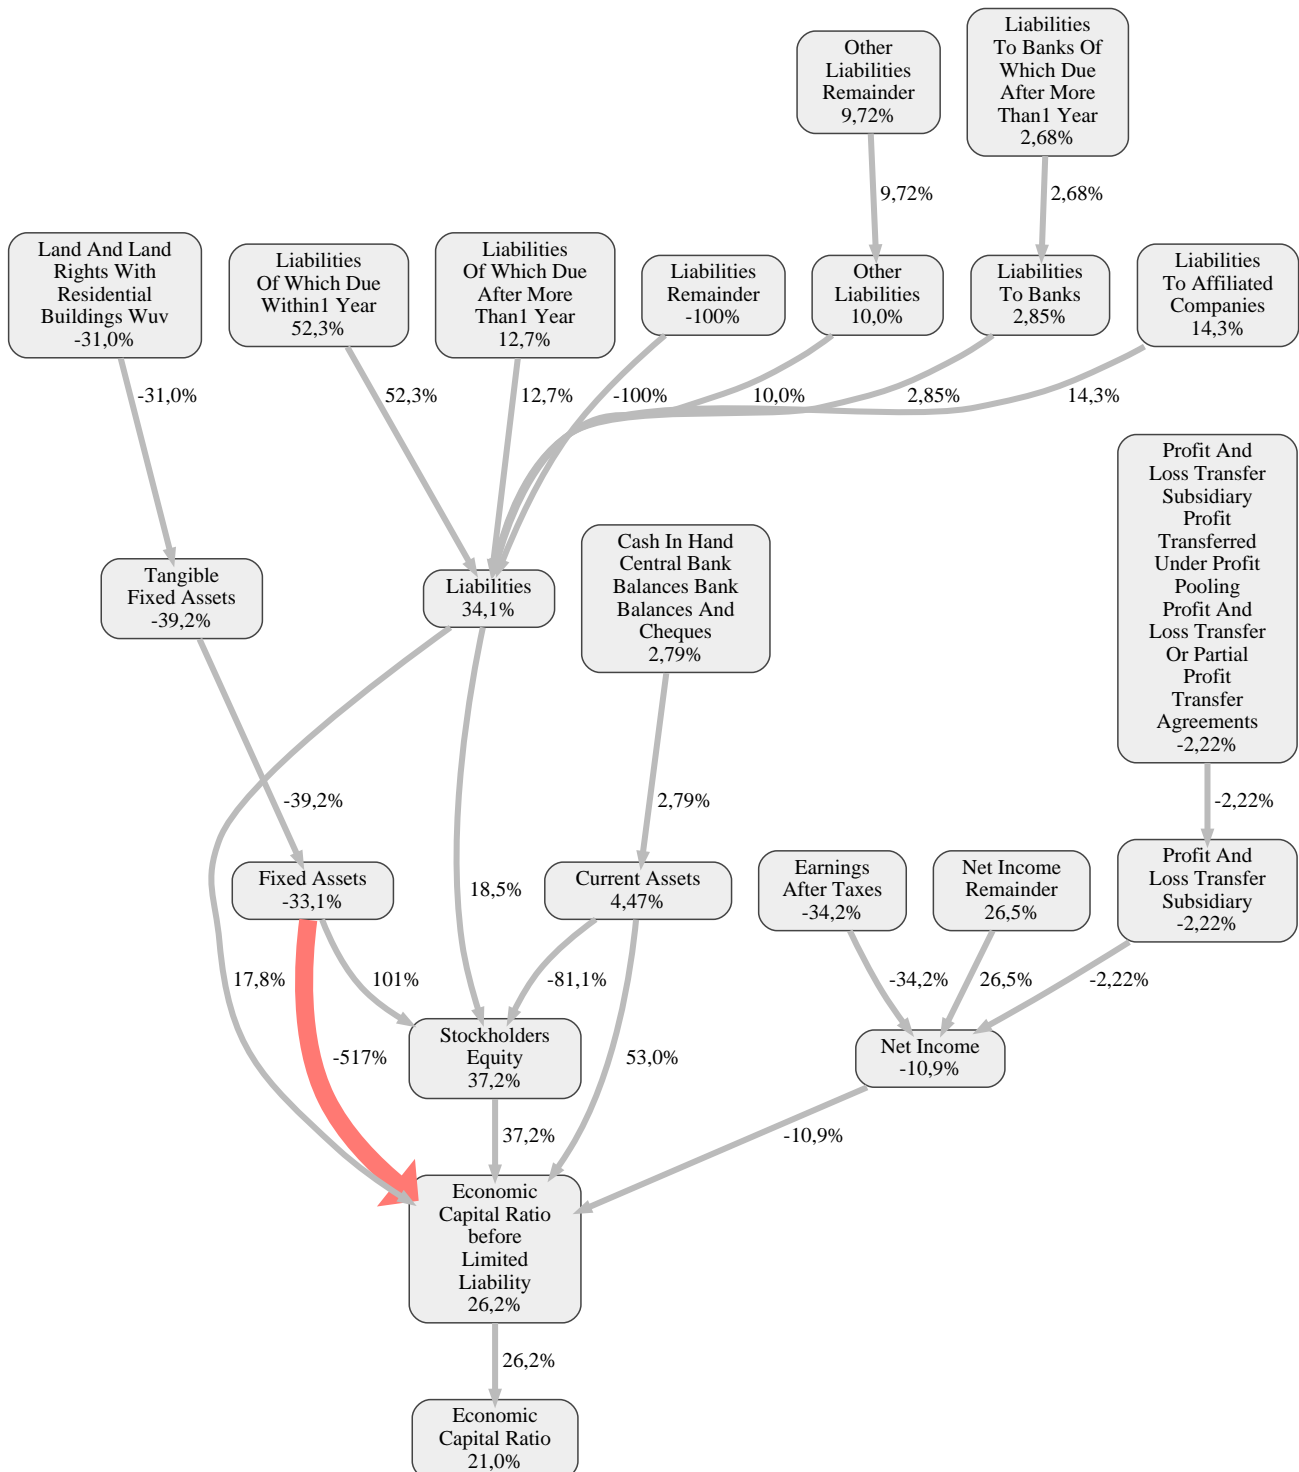 Other
Liabilities
Remainder
9,72%
Liabilities
To Banks Of
Which Due
After More
Than1 Year
2,68%
9,72%
2,68%
Land And Land
Rights With
Residential
Buildings Wuv
-31,0%
Liabilities
Of Which Due
Within1 Year
52,3%
Liabilities
Of Which Due
After More
Than1 Year
12,7%
Liabilities
Remainder
-100%
Other
Liabilities
10,0%
Liabilities
To Banks
2,85%
Liabilities
To Affiliated
Companies
14,3%
-31,0%
52,3%
12,7%
-100%
10,0%
2,85%
14,3%
Profit And
Loss Transfer
Subsidiary
Profit
Transferred
Under Profit
Pooling
Profit And
Loss Transfer
Or Partial
Profit
Transfer
Agreements
-2,22%
Tangible
Fixed Assets
-39,2%
Liabilities
34,1%
Cash In Hand
Central Bank
Balances Bank
Balances And
Cheques
2,79%
-39,2%
2,79%
-2,22%
Fixed Assets
-33,1%
18,5%
Current Assets
4,47%
Earnings
After Taxes
-34,2%
Net Income
Remainder
26,5%
Profit And
Loss Transfer
Subsidiary
-2,22%
17,8%
101%
-81,1%
-34,2%
26,5%
-2,22%
-517%
Stockholders
Equity
37,2%
53,0%
Net Income
-10,9%
37,2%
-10,9%
Economic
Capital Ratio
before
Limited
Liability
26,2%
26,2%
Economic
Capital Ratio
21,0%